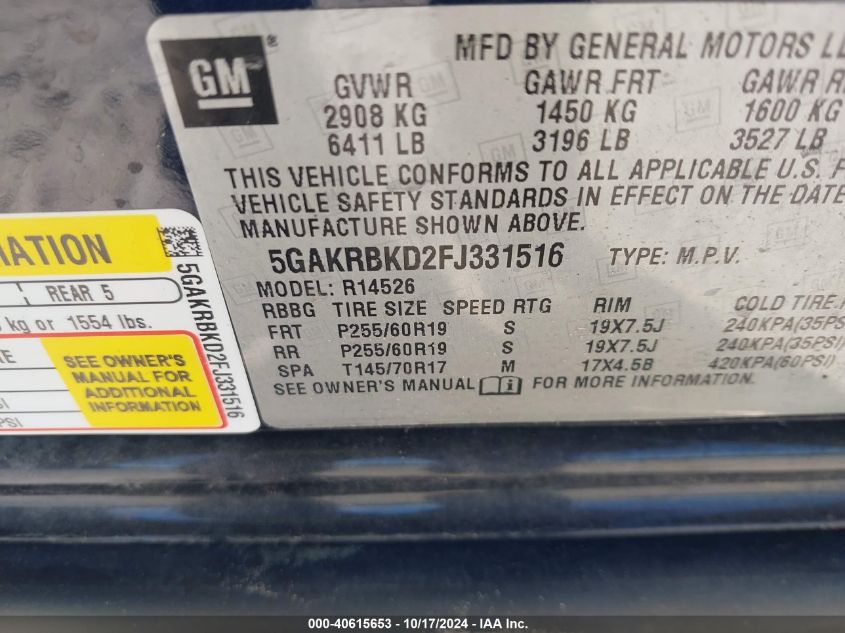 GM
MFD BY GENERAL MOTORS
GVWR GAWR FRT GAWR
2908 KG 1450 KG 1600 KG
6411 LB 3196 LB 3527 LB
THIS VEHICLE CONFORMS TO ALL APPLICABLE U.S.
VEHICLE SAFETY STANDARDS IN EFFECT ON THE DATE
MANUFACTURE SHOWN ABOVE.
5GAKRBKD2FJ331516 TYPE: M.P.V.
MODEL: R14526
RBBG TIRE SIZE SPEED RTG RIM COLD TIRE
FRT P255/60R19 S 19X7.5J 240KPA(35PSI
RR P255/60R19 S 19X7.5J 240KPA(35PSI)
SPA T145/70R17 M 17X4.5B 420KPA(60PSI)
SEE OWNER'S MANUAL FOR MORE INFORMATION.
MATION
REAR 5
kg or 1554 lbs.
SEE OWNER'S
MANUAL FOR
ADDITIONAL
INFORMATION
PSI
5GAKRBKD2FJ331516
000-40615653 - 10/17/2024 - IAA Inc.